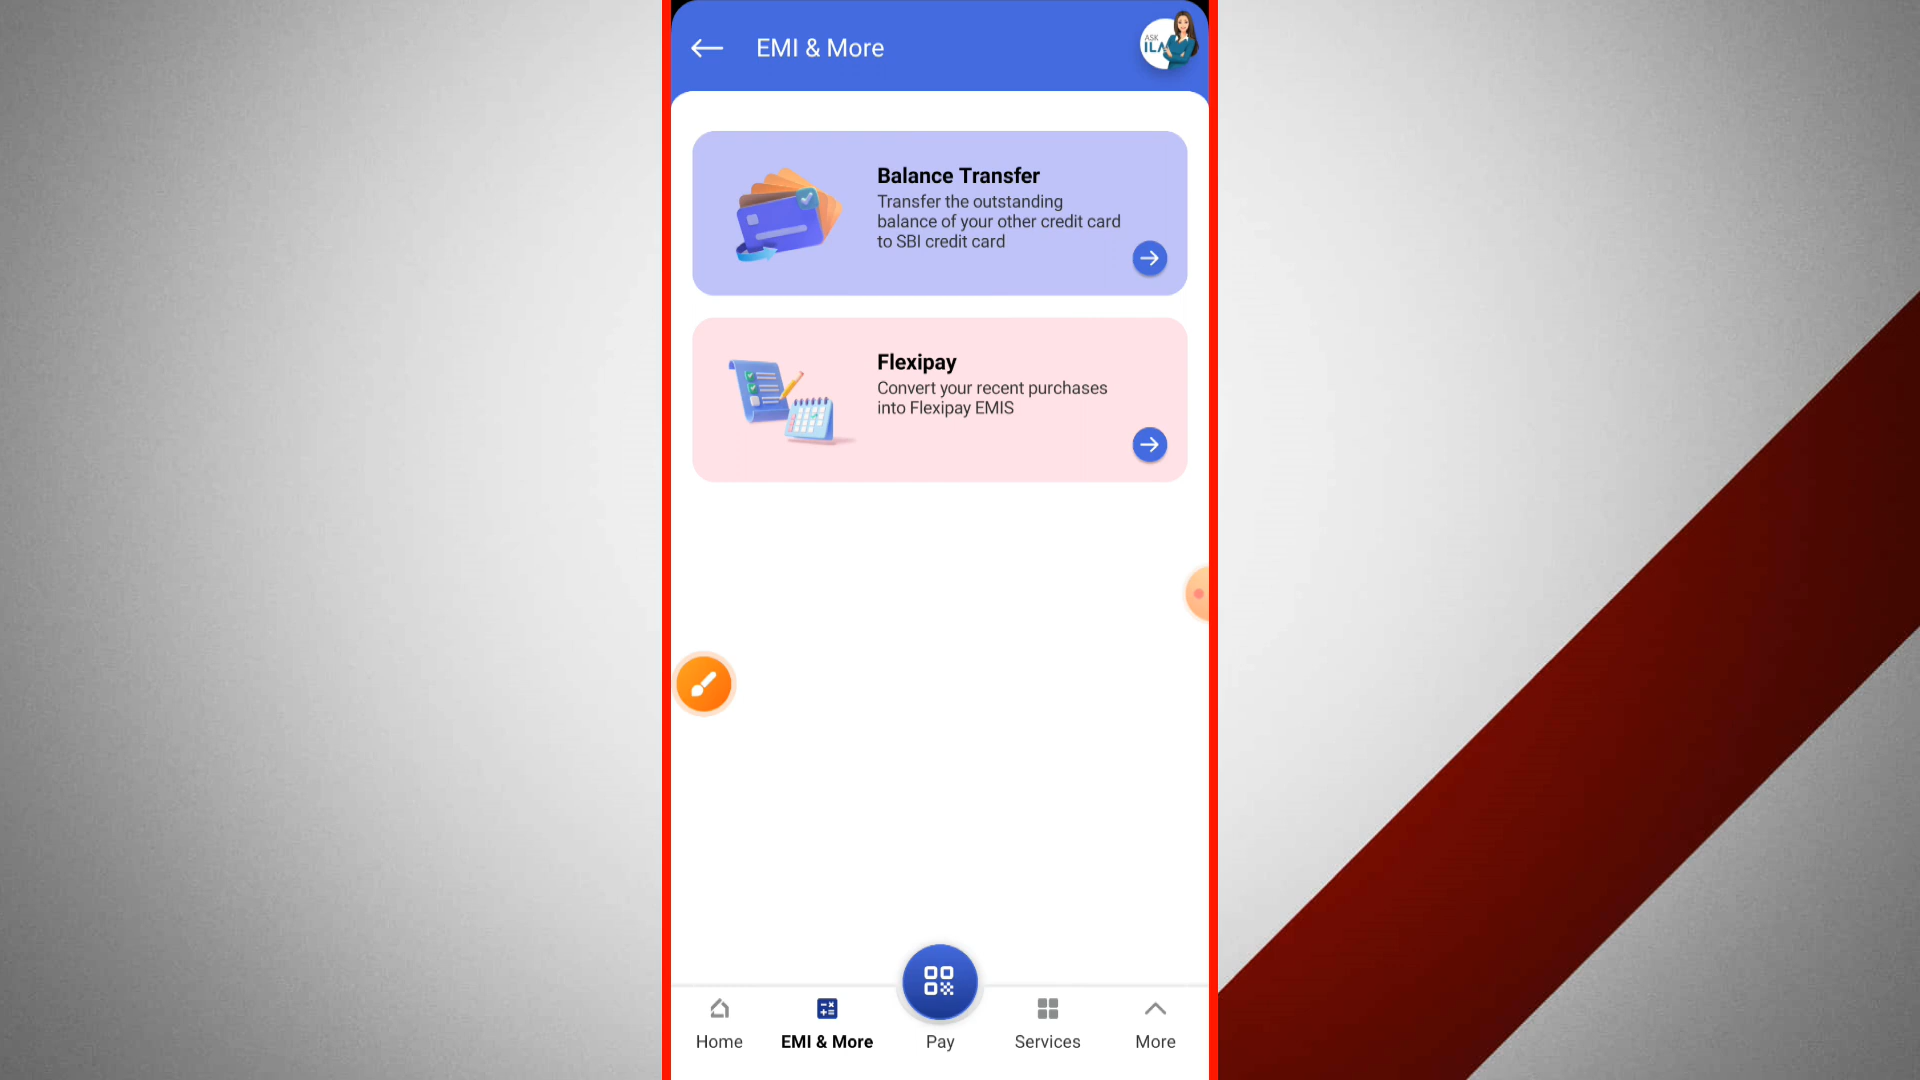 EMI & More
ASK
ILA
Balance Transfer
Transfer the outstanding
balance of your other credit card
to SBI credit card
Flexipay
Convert your recent purchases
into Flexipay EMIS
Home
EMI & More
Pay
Services
More